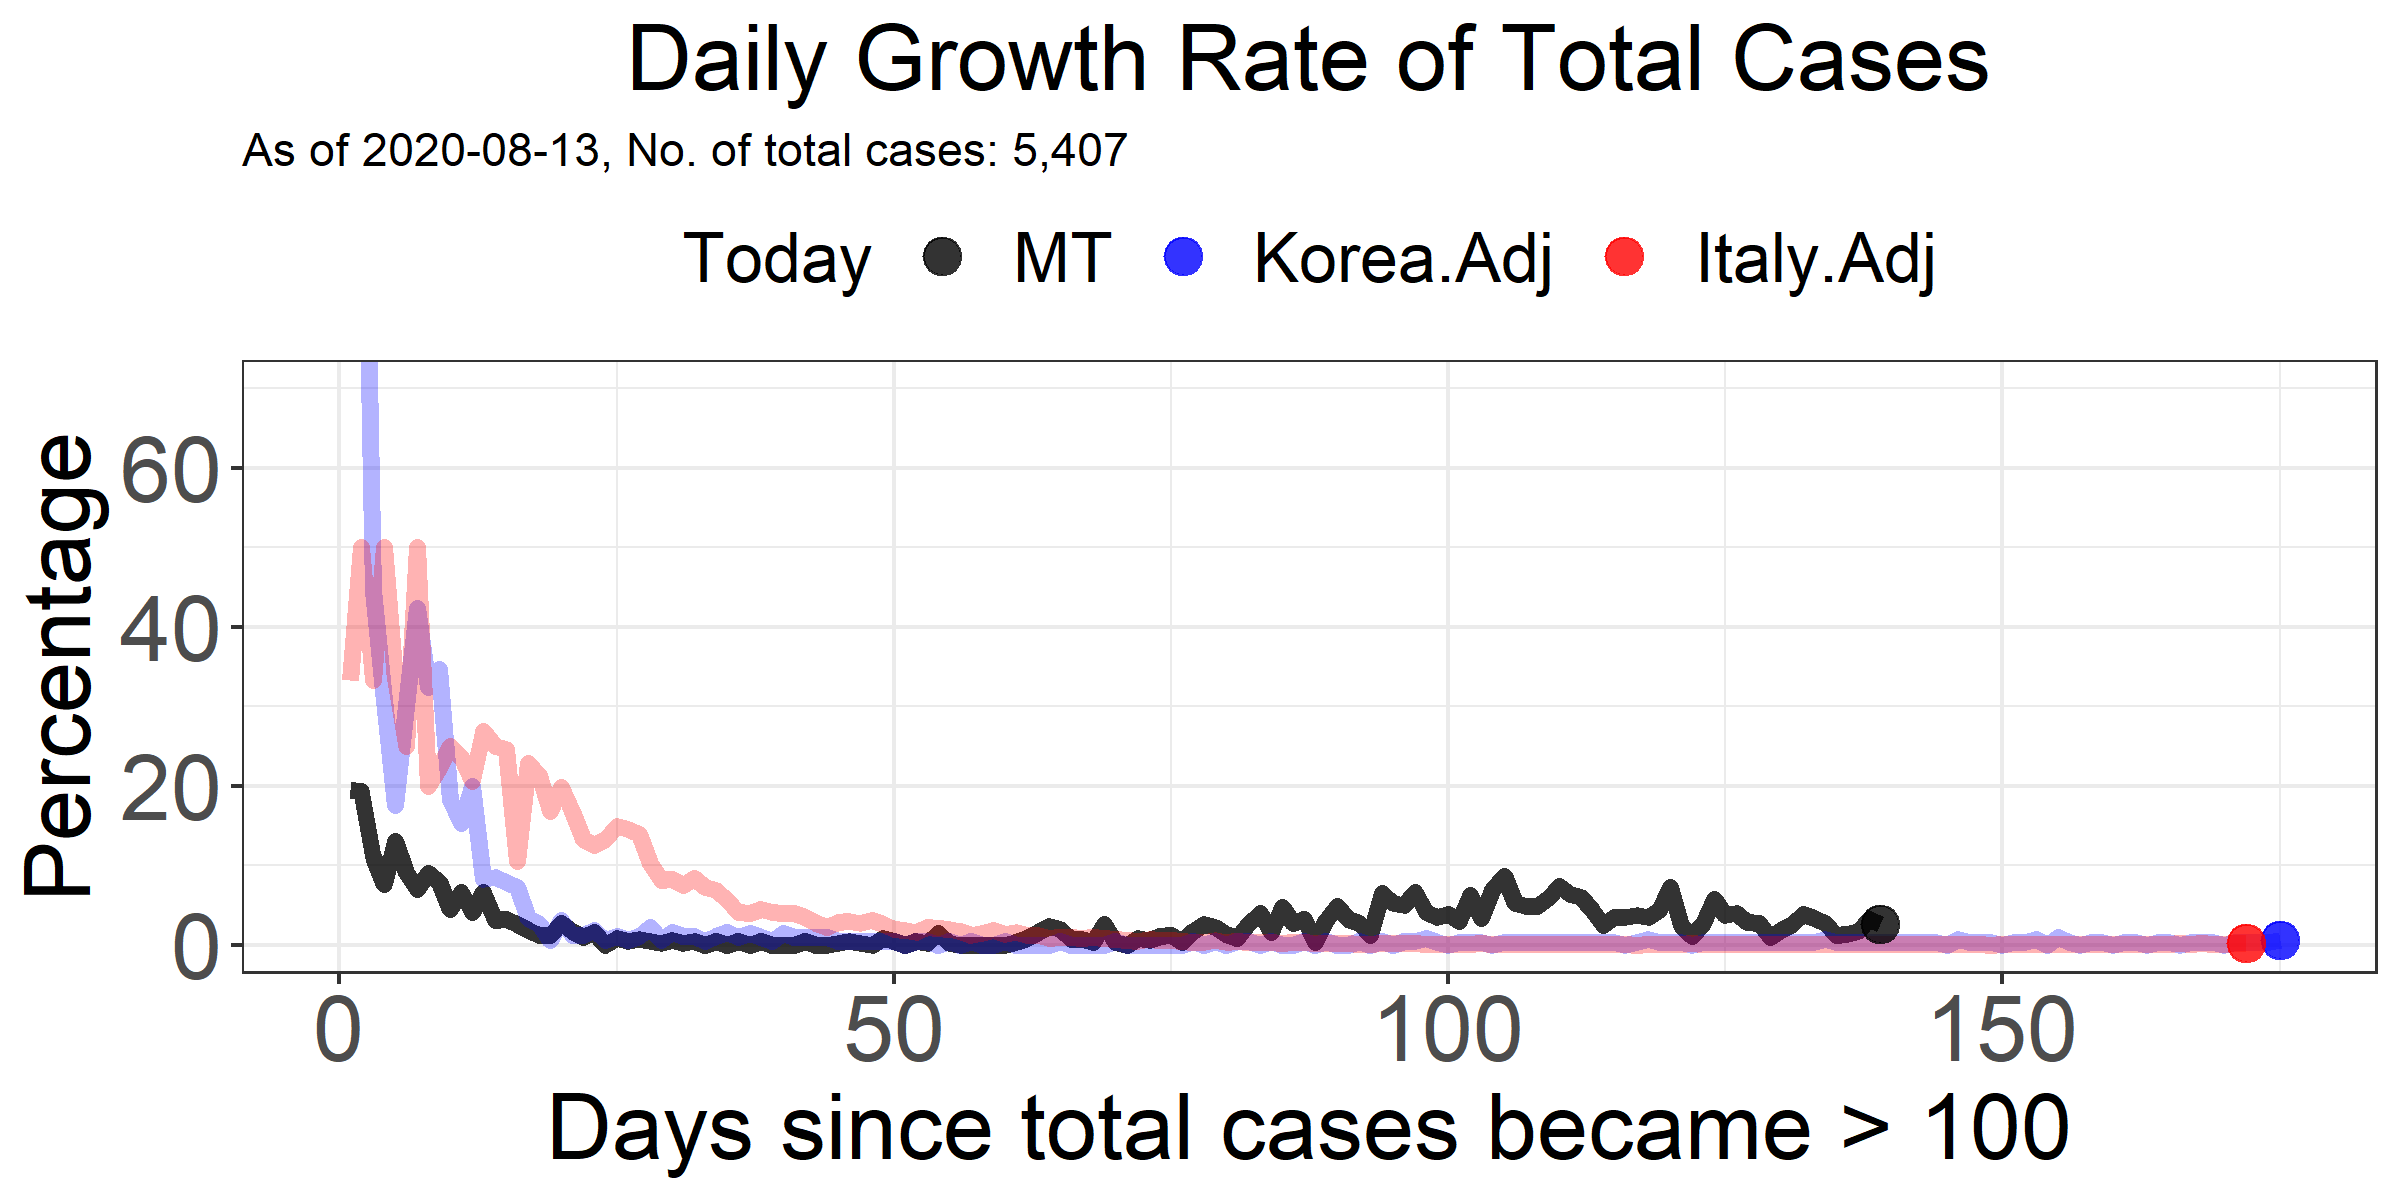 Daily Growth Rate of Total Cases
As of 2020-08-13, No. of total cases: 5,407
Today MT Korea.Adj Italy.Adj
Percentage
60
40
20
0
0 50 100 150
Days since total cases became > 100